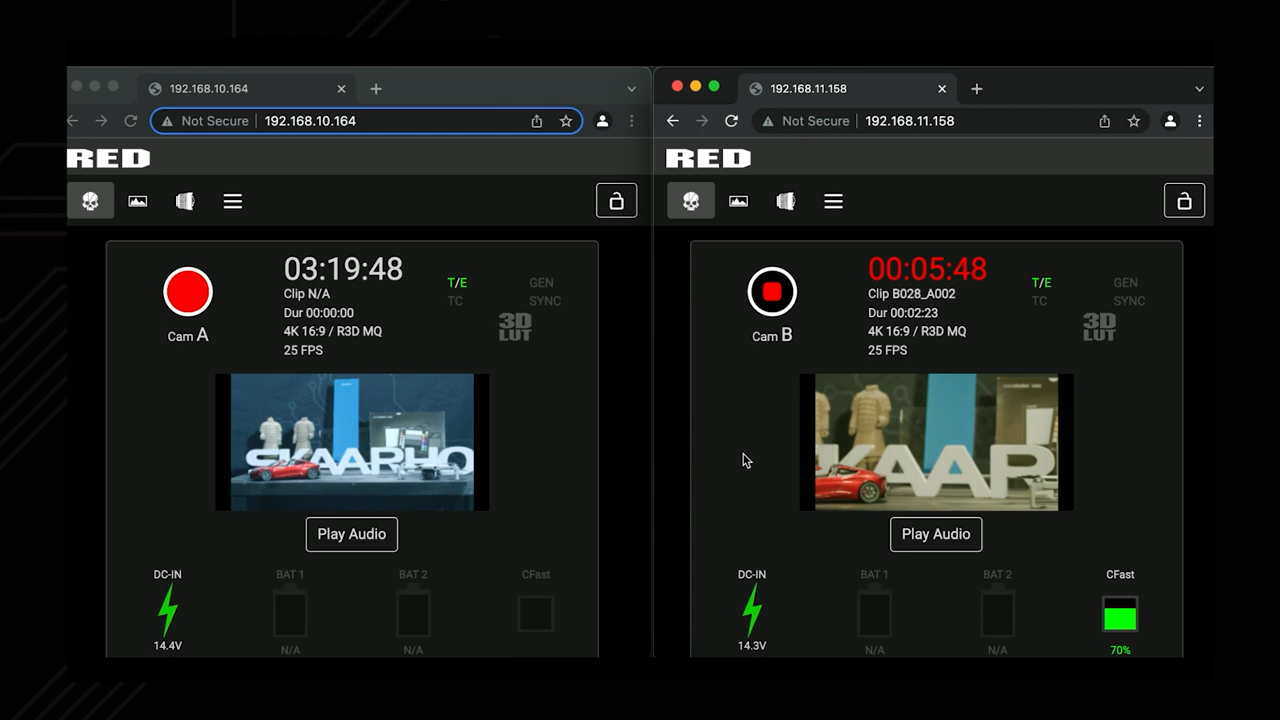 192.168.10.164
Not Secure 192.168.10.164
RED
03:19:48
Clip N/A
Dur 00:00:00
4K 16:9 / R3D MQ
25 FPS
T/E
TC
GEN
SYNC
3D
LUT
Cam A
SKAARHO
Play Audio
DC-IN
14.4V
BAT 1
N/A
BAT 2
N/A
CFast
192.168.11.158
Not Secure 192.168.11.158
RED
00:05:48
Clip B028_A002
Dur 00:02:23
4K 16:9 / R3D MQ
25 FPS
T/E
TC
GEN
SYNC
3D
LUT
Cam B
KAAR
Play Audio
DC-IN
14.3V
BAT 1
N/A
BAT 2
N/A
CFast
70%